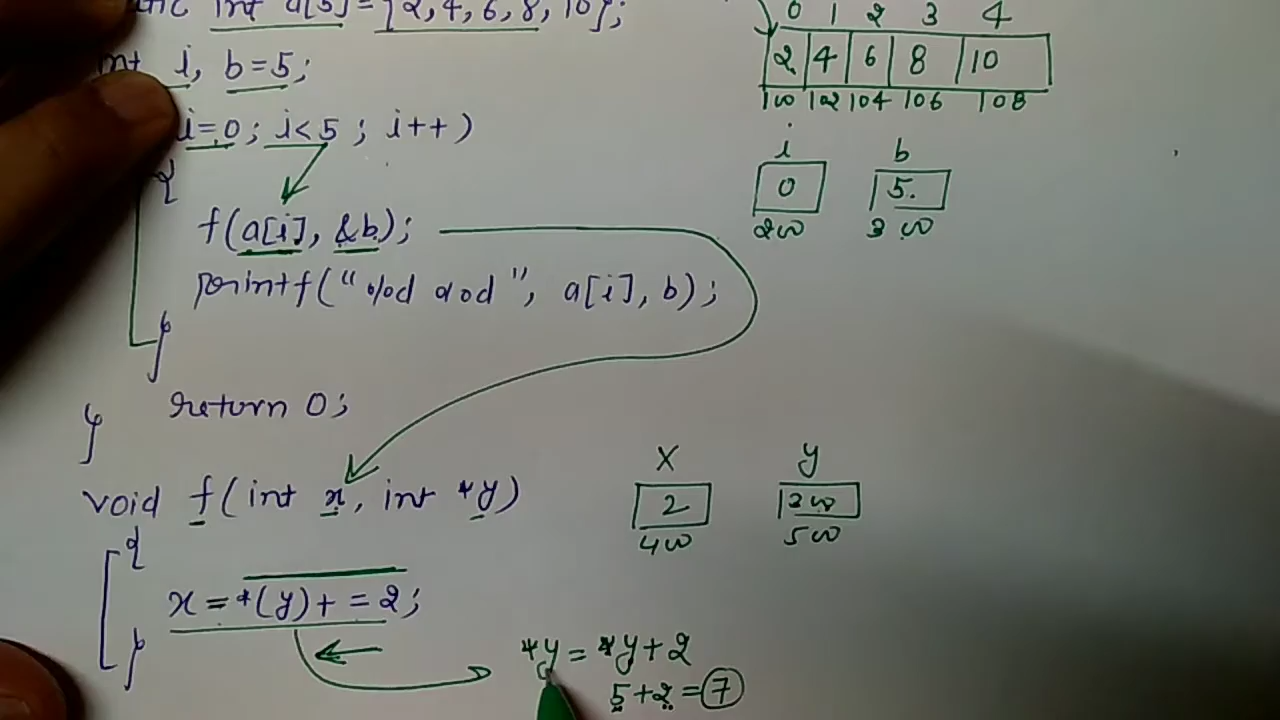 int a[5] = {2, 4, 6, 8, 10};
int i, b=5;
i=0; i<5; i++)
{
f(a[i], &b);
printf("%d %d", a[i], b);
}
return 0;
}
void f(int x, int *y)
{
x = *(y) += 2;
}
0 1 2 3 4
2 4 6 8 10
100 102 104 106 108
i b
0 5.
200 300
X y
2 300
400 500
*y = *y + 2
5 + 2 = 7